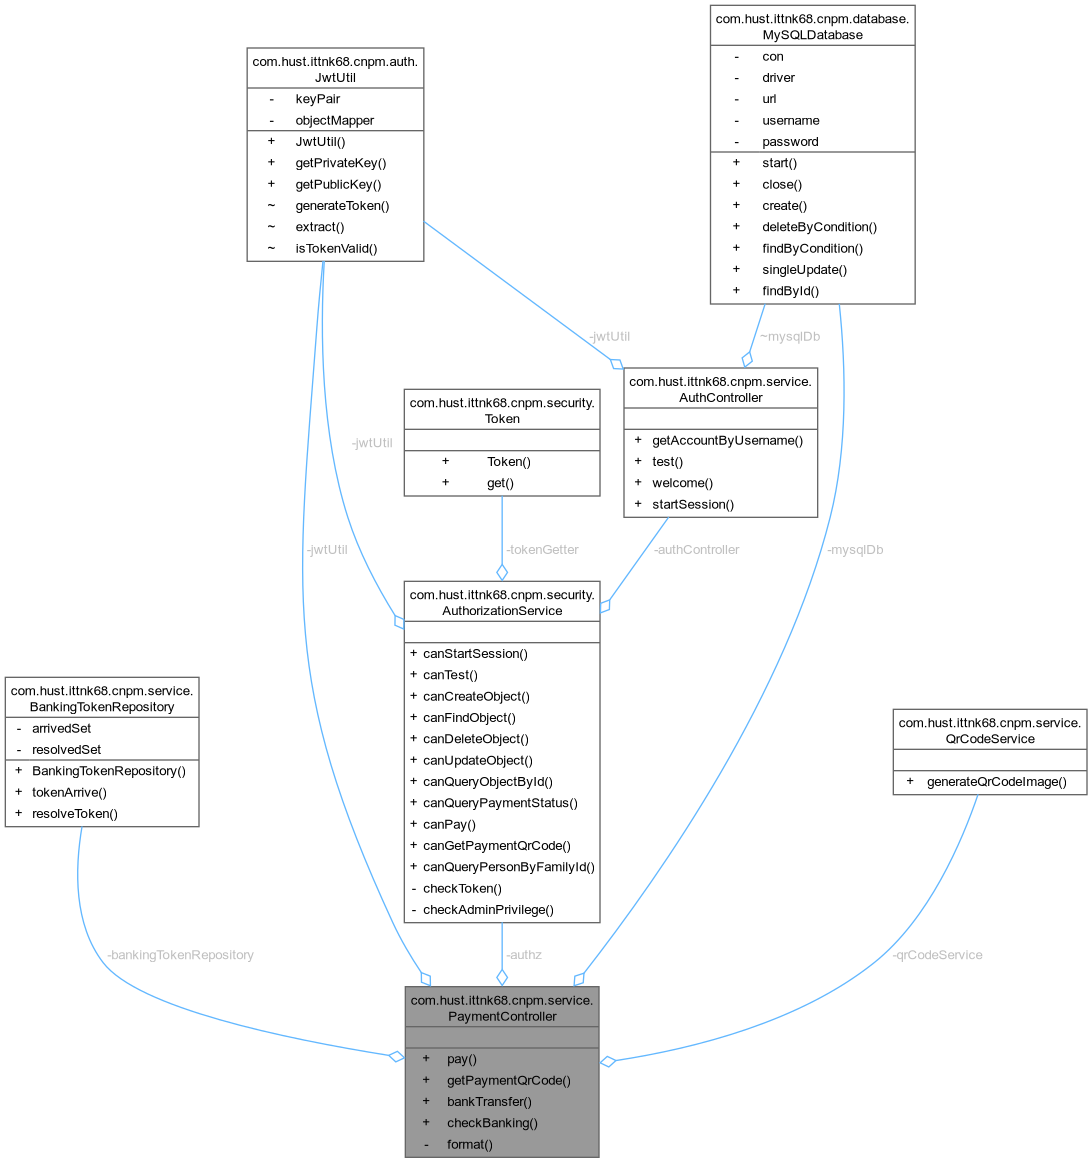 com.hust.ittnk68.cnpm.database.
MySQLDatabase
- con
- driver
- url
- username
- password
+ start()
+ close()
+ create()
+ deleteByCondition()
+ findByCondition()
+ singleUpdate()
+ findById()
com.hust.ittnk68.cnpm.auth.
JwtUtil
- keyPair
- objectMapper
+ JwtUtil()
+ getPrivateKey()
+ getPublicKey()
~ generateToken()
~ extract()
~ isTokenValid()
-jwtUtil
~mysqlDb
com.hust.ittnk68.cnpm.service.
AuthController
+ getAccountByUsername()
+ test()
+ welcome()
+ startSession()
com.hust.ittnk68.cnpm.security.
Token
+ Token()
+ get()
-jwtUtil
-jwtUtil
-tokenGetter
-authController
-mysqlDb
com.hust.ittnk68.cnpm.security.
AuthorizationService
+ canStartSession()
+ canTest()
+ canCreateObject()
+ canFindObject()
+ canDeleteObject()
+ canUpdateObject()
+ canQueryObjectById()
+ canQueryPaymentStatus()
+ canPay()
+ canGetPaymentQrCode()
+ canQueryPersonByFamilyId()
- checkToken()
- checkAdminPrivilege()
com.hust.ittnk68.cnpm.service.
BankingTokenRepository
- arrivedSet
- resolvedSet
+ BankingTokenRepository()
+ tokenArrive()
+ resolveToken()
com.hust.ittnk68.cnpm.service.
QrCodeService
+ generateQrCodeImage()
-bankingTokenRepository
-authz
-qrCodeService
com.hust.ittnk68.cnpm.service.
PaymentController
+ pay()
+ getPaymentQrCode()
+ bankTransfer()
+ checkBanking()
- format()